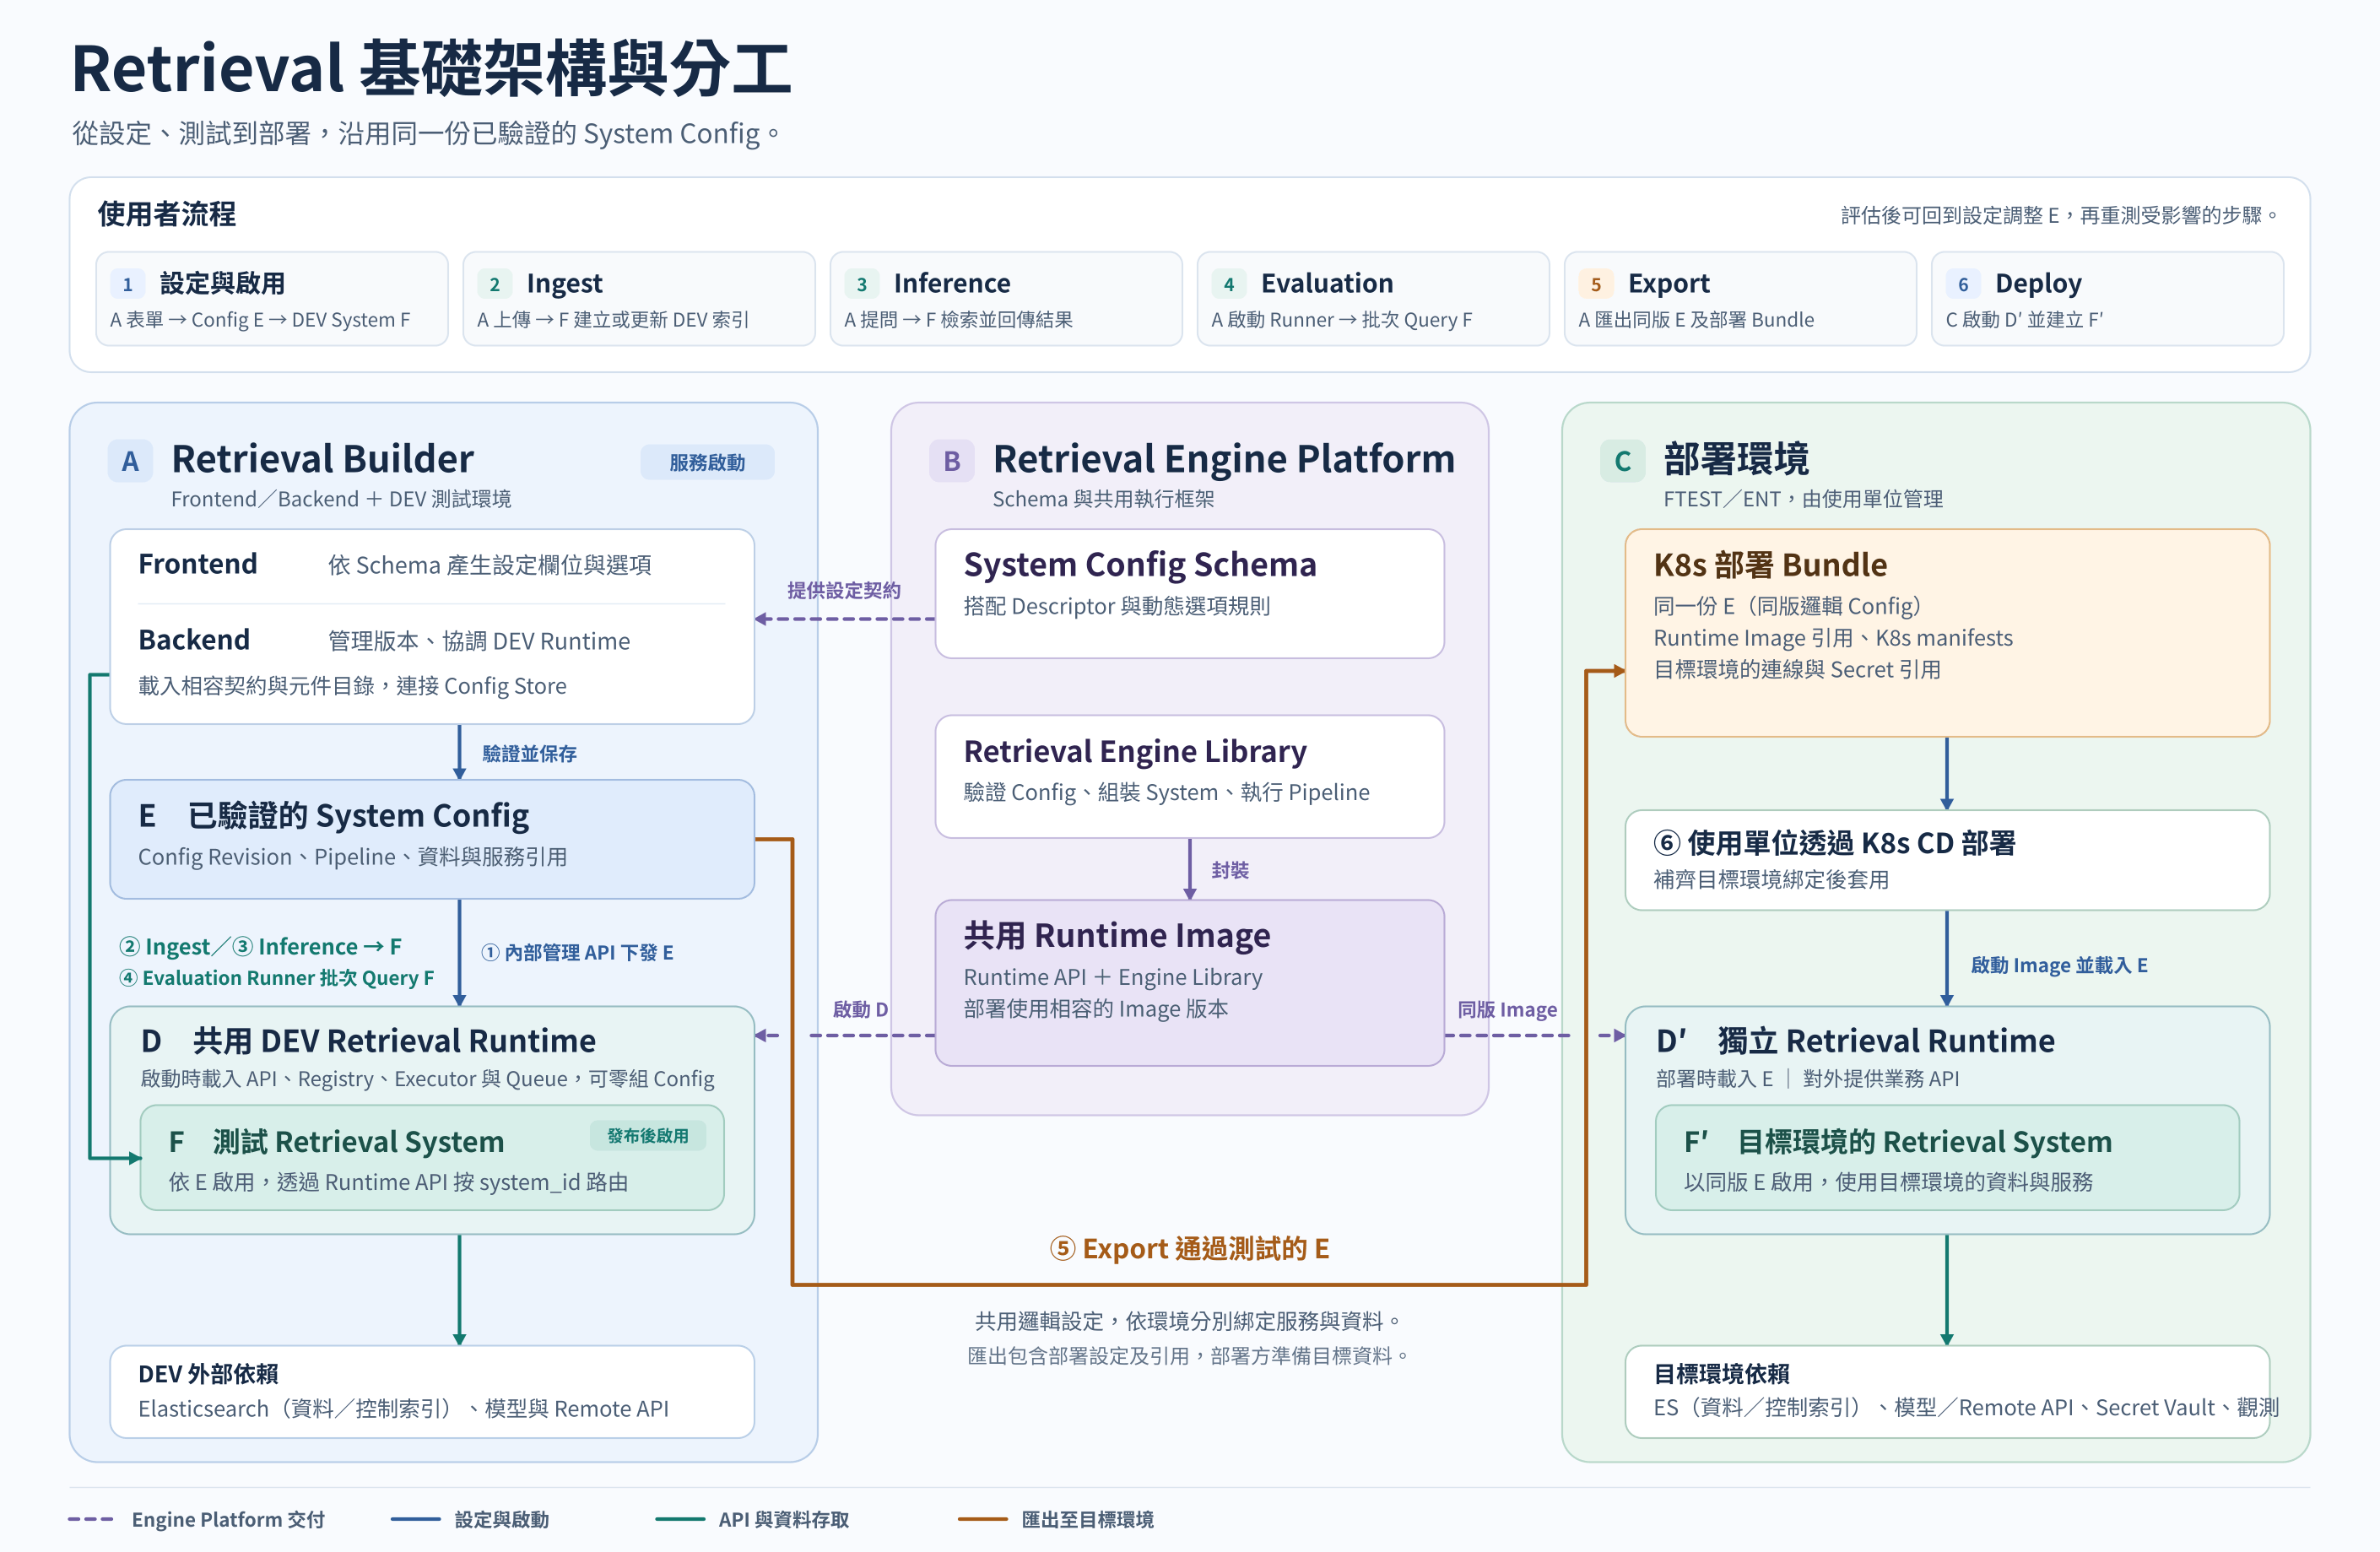 Retrieval 基礎架構與分工
從設定、測試到部署，沿用同一份已驗證的 System Config。
使用者流程
評估後可回到設定調整 E，再重測受影響的步驟。
1 設定與啟用
A 表單 → Config E → DEV System F
2 Ingest
A 上傳 → F 建立或更新 DEV 索引
3 Inference
A 提問 → F 檢索並回傳結果
4 Evaluation
A 啟動 Runner → 批次 Query F
5 Export
A 匯出同版 E 及部署 Bundle
6 Deploy
C 啟動 D′ 並建立 F′
A Retrieval Builder
服務啟動
Frontend／Backend ＋ DEV 測試環境
Frontend 依 Schema 產生設定欄位與選項
Backend 管理版本、協調 DEV Runtime
載入相容契約與元件目錄，連接 Config Store
驗證並保存
E 已驗證的 System Config
Config Revision、Pipeline、資料與服務引用
② Ingest／③ Inference → F
④ Evaluation Runner 批次 Query F
① 內部管理 API 下發 E
D 共用 DEV Retrieval Runtime
啟動時載入 API、Registry、Executor 與 Queue，可零組 Config
F 測試 Retrieval System
發布後啟用
依 E 啟用，透過 Runtime API 按 system_id 路由
DEV 外部依賴
Elasticsearch（資料／控制索引）、模型與 Remote API
提供設定契約
啟動 D
B Retrieval Engine Platform
Schema 與共用執行框架
System Config Schema
搭配 Descriptor 與動態選項規則
Retrieval Engine Library
驗證 Config、組裝 System、執行 Pipeline
封裝
共用 Runtime Image
Runtime API ＋ Engine Library
部署使用相容的 Image 版本
同版 Image
⑤ Export 通過測試的 E
共用邏輯設定，依環境分別綁定服務與資料。
匯出包含部署設定及引用，部署方準備目標資料。
C 部署環境
FTEST／ENT，由使用單位管理
K8s 部署 Bundle
同一份 E（同版邏輯 Config）
Runtime Image 引用、K8s manifests
目標環境的連線與 Secret 引用
⑥ 使用單位透過 K8s CD 部署
補齊目標環境綁定後套用
啟動 Image 並載入 E
D′ 獨立 Retrieval Runtime
部署時載入 E｜對外提供業務 API
F′ 目標環境的 Retrieval System
以同版 E 啟用，使用目標環境的資料與服務
目標環境依賴
ES（資料／控制索引）、模型／Remote API、Secret Vault、觀測
Engine Platform 交付
設定與啟動
API 與資料存取
匯出至目標環境